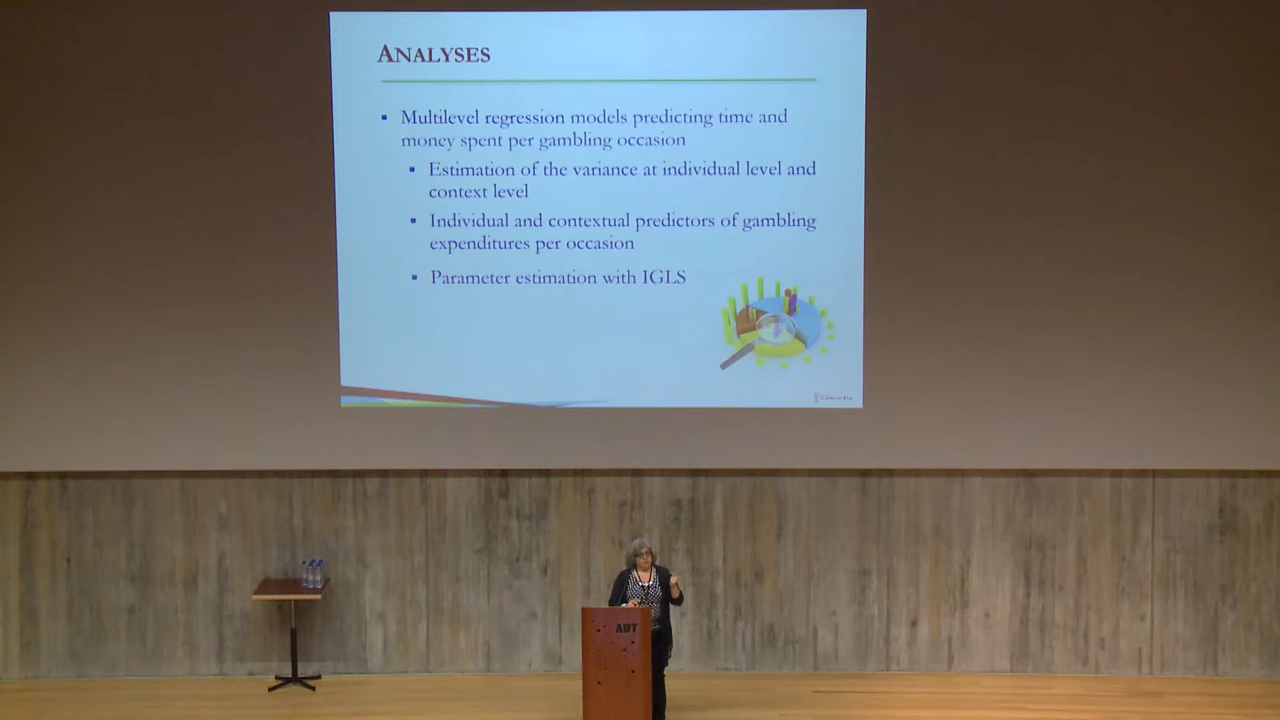 ANALYSES
Multilevel regression models predicting time and
money spent per gambling occasion
Estimation of the variance at individual level and
context level
Individual and contextual predictors of gambling
expenditures per occasion
Parameter estimation with IGLS
Concordia
AUT